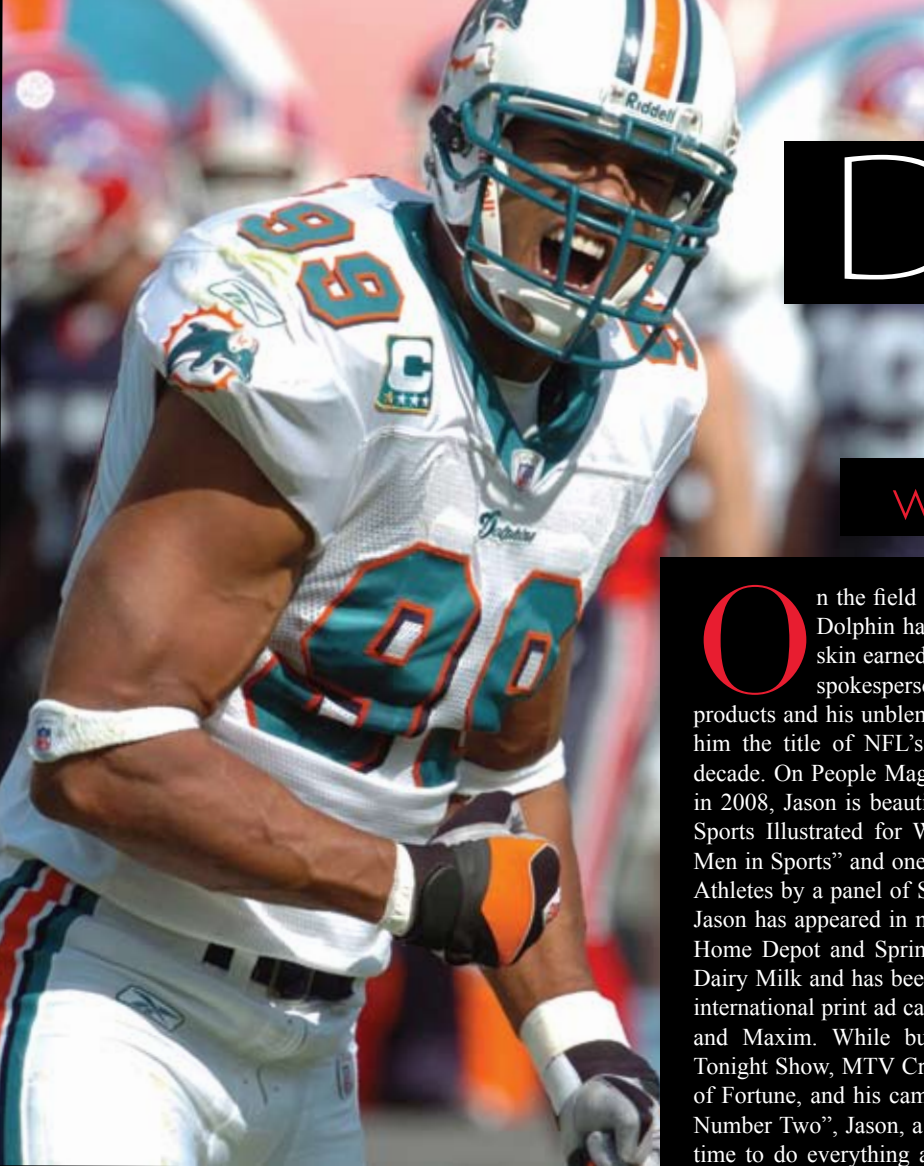 Riddell
99
C
Dolphins
99
D
W
On the field
Dolphin ha
skin earned
spokesperso
products and his unblem
him the title of NFL's
decade. On People Mag
in 2008, Jason is beauti
Sports Illustrated for W
Men in Sports” and one
Athletes by a panel of S
Jason has appeared in n
Home Depot and Sprin
Dairy Milk and has bee
international print ad ca
and Maxim. While bu
Tonight Show, MTV Cr
of Fortune, and his cam
Number Two”, Jason, a
time to do everything a